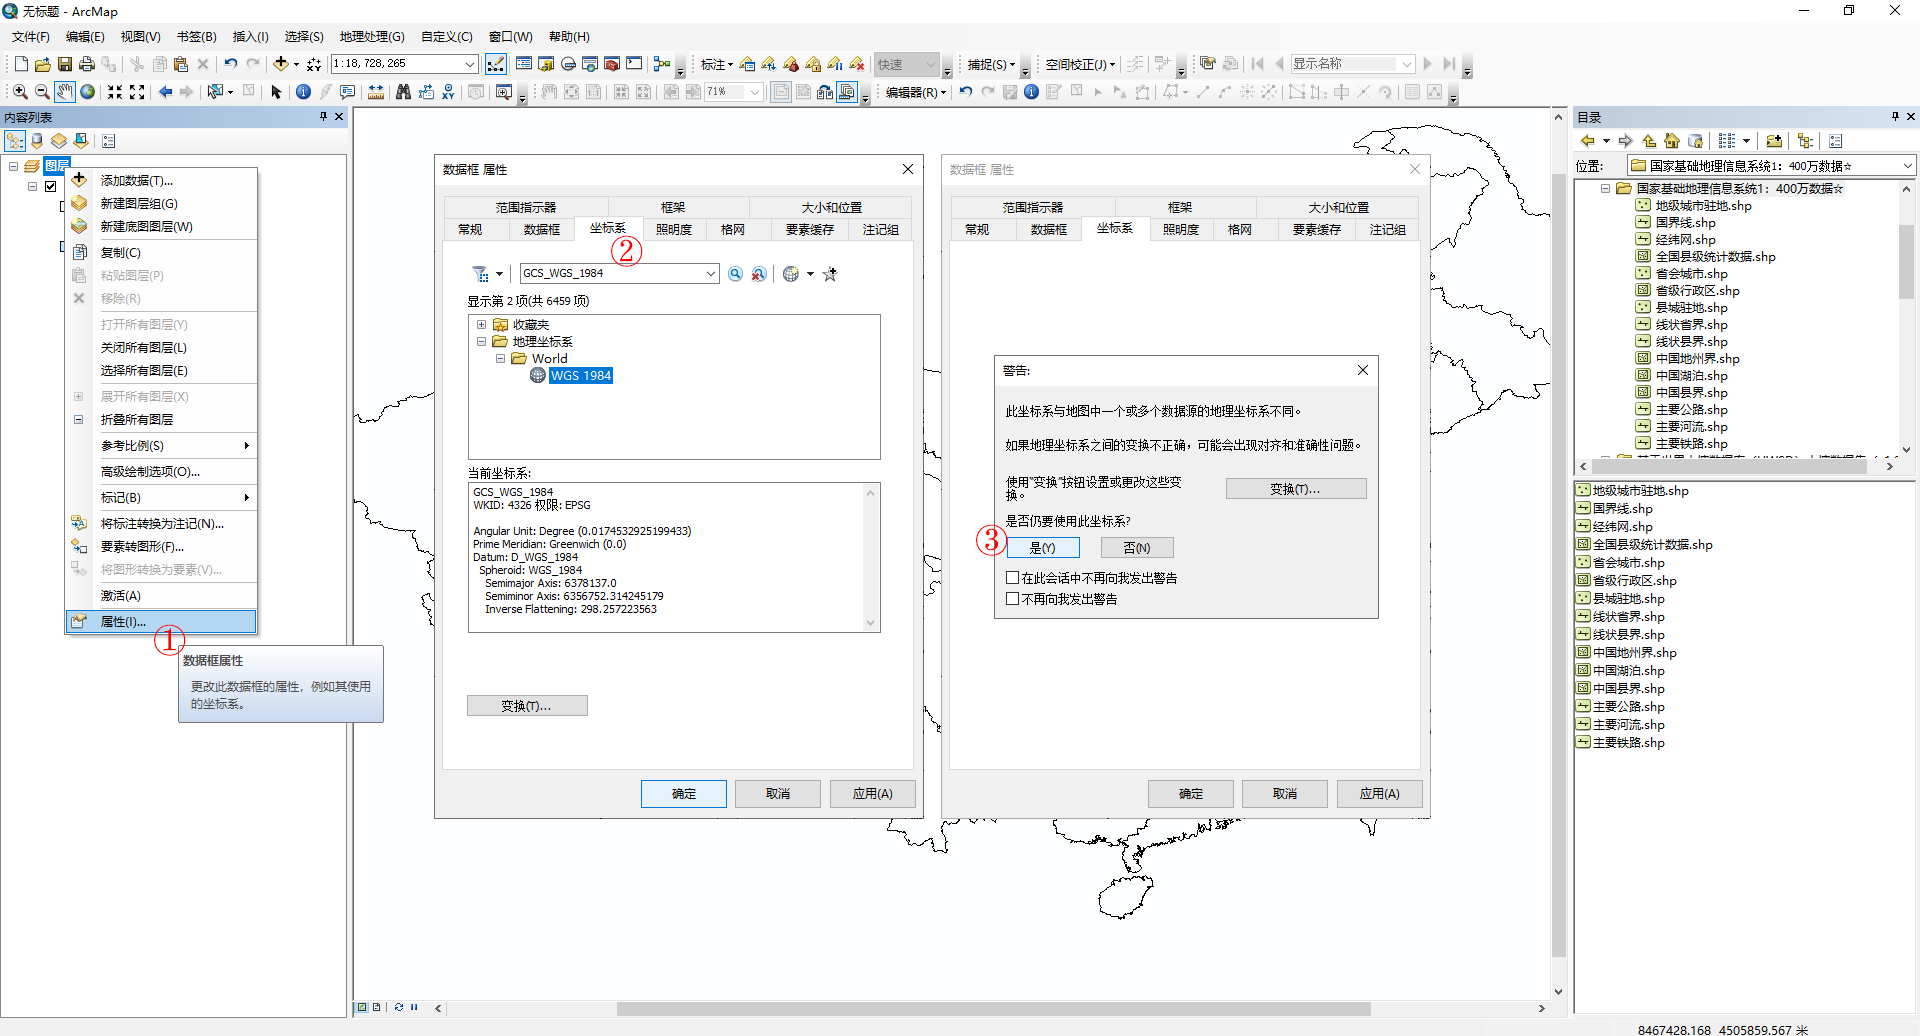 无标题 - ArcMap
文件(F) 编辑(E) 视图(V) 书签(B) 插入(I) 选择(S) 地理处理(G) 自定义(C) 窗口(W) 帮助(H)
1:18,728,265
标注
快速
捕捉(S)
空间校正(J)
显示名称
71%
编辑器(R)
内容列表
图层
添加数据(T)...
新建图层组(G)
新建底图图层(W)
复制(C)
粘贴图层(P)
移除(R)
打开所有图层(Y)
关闭所有图层(L)
选择所有图层(E)
展开所有图层(X)
折叠所有图层
参考比例(S)
高级绘制选项(O)...
标记(B)
将标注转换为注记(N)...
要素转图形(F)...
将图形转换为要素(V)...
激活(A)
属性(I)...
①
数据框属性
更改此数据框的属性，例如其使用
的坐标系。
数据框 属性
范围指示器 框架 大小和位置
常规 数据框 坐标系 照明度 格网 要素缓存 注记组
②
GCS_WGS_1984
显示第 2 项(共 6459 项)
收藏夹
地理坐标系
World
WGS 1984
当前坐标系:
GCS_WGS_1984
WKID: 4326 权限: EPSG
Angular Unit: Degree (0.0174532925199433)
Prime Meridian: Greenwich (0.0)
Datum: D_WGS_1984
Spheroid: WGS_1984
Semimajor Axis: 6378137.0
Semiminor Axis: 6356752.314245179
Inverse Flattening: 298.257223563
变换(T)...
确定 取消 应用(A)
数据框 属性
范围指示器 框架 大小和位置
常规 数据框 坐标系 照明度 格网 要素缓存 注记组
警告:
此坐标系与地图中一个或多个数据源的地理坐标系不同。
如果地理坐标系之间的变换不正确，可能会出现对齐和准确性问题。
使用"变换"按钮设置或更改这些变
换。
变换(T)...
是否仍要使用此坐标系?
③
是(Y) 否(N)
在此会话中不再向我发出警告
不再向我发出警告
确定 取消 应用(A)
目录
位置: 国家基础地理信息系统1：400万数据☆
国家基础地理信息系统1：400万数据☆
地级城市驻地.shp
国界线.shp
经纬网.shp
全国县级统计数据.shp
省会城市.shp
省级行政区.shp
县城驻地.shp
线状省界.shp
线状县界.shp
中国地州界.shp
中国湖泊.shp
中国县界.shp
主要公路.shp
主要河流.shp
主要铁路.shp
地级城市驻地.shp
国界线.shp
经纬网.shp
全国县级统计数据.shp
省会城市.shp
省级行政区.shp
县城驻地.shp
线状省界.shp
线状县界.shp
中国地州界.shp
中国湖泊.shp
中国县界.shp
主要公路.shp
主要河流.shp
主要铁路.shp
8467428.168 4505859.567 米